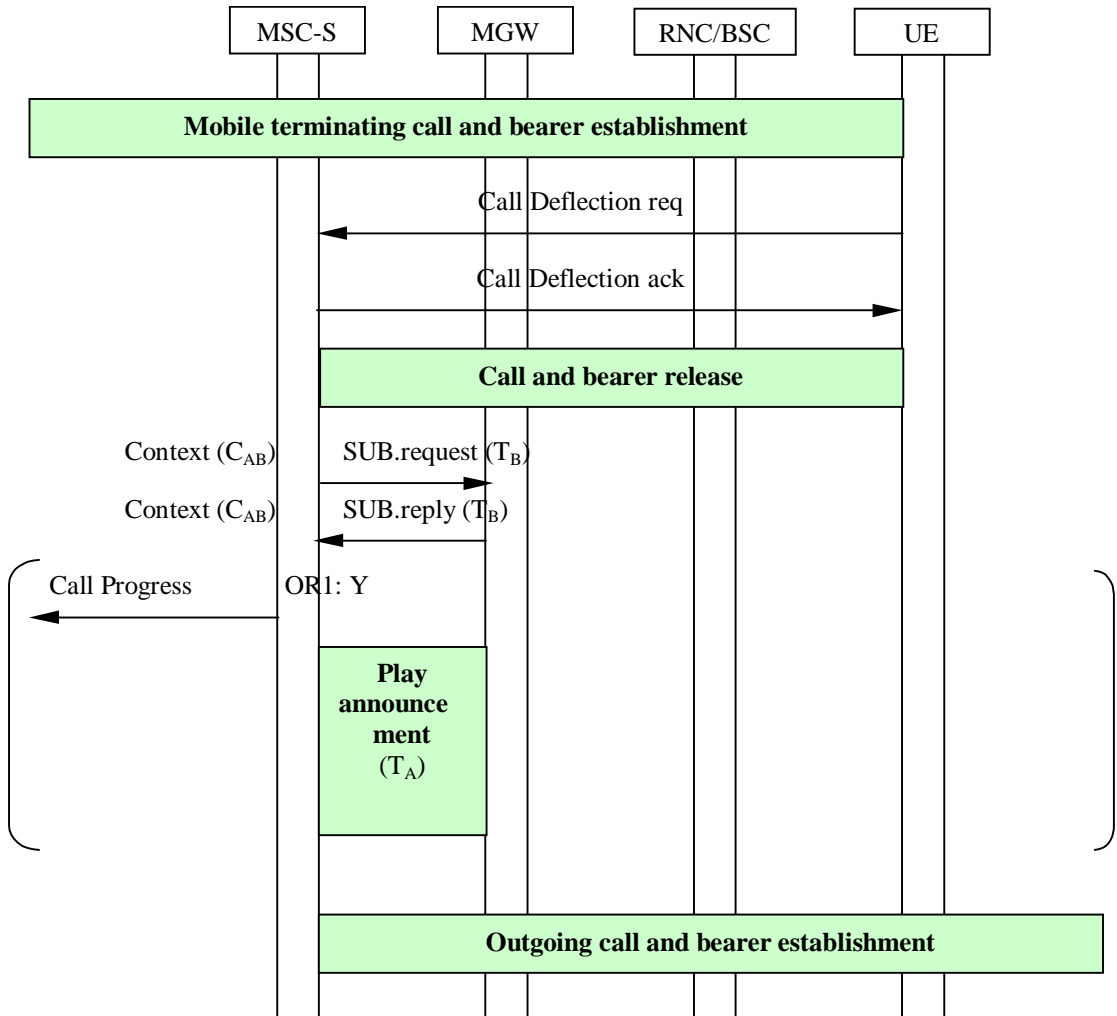 MSC-S MGW RNC/BSC UE
Mobile terminating call and bearer establishment
Call Deflection req
Call Deflection ack
Call and bearer release
Context (CAB) SUB.request (TB)
Context (CAB) SUB.reply (TB)
Call Progress OR1: Y
Play
announce
ment
(TA)
Outgoing call and bearer establishment